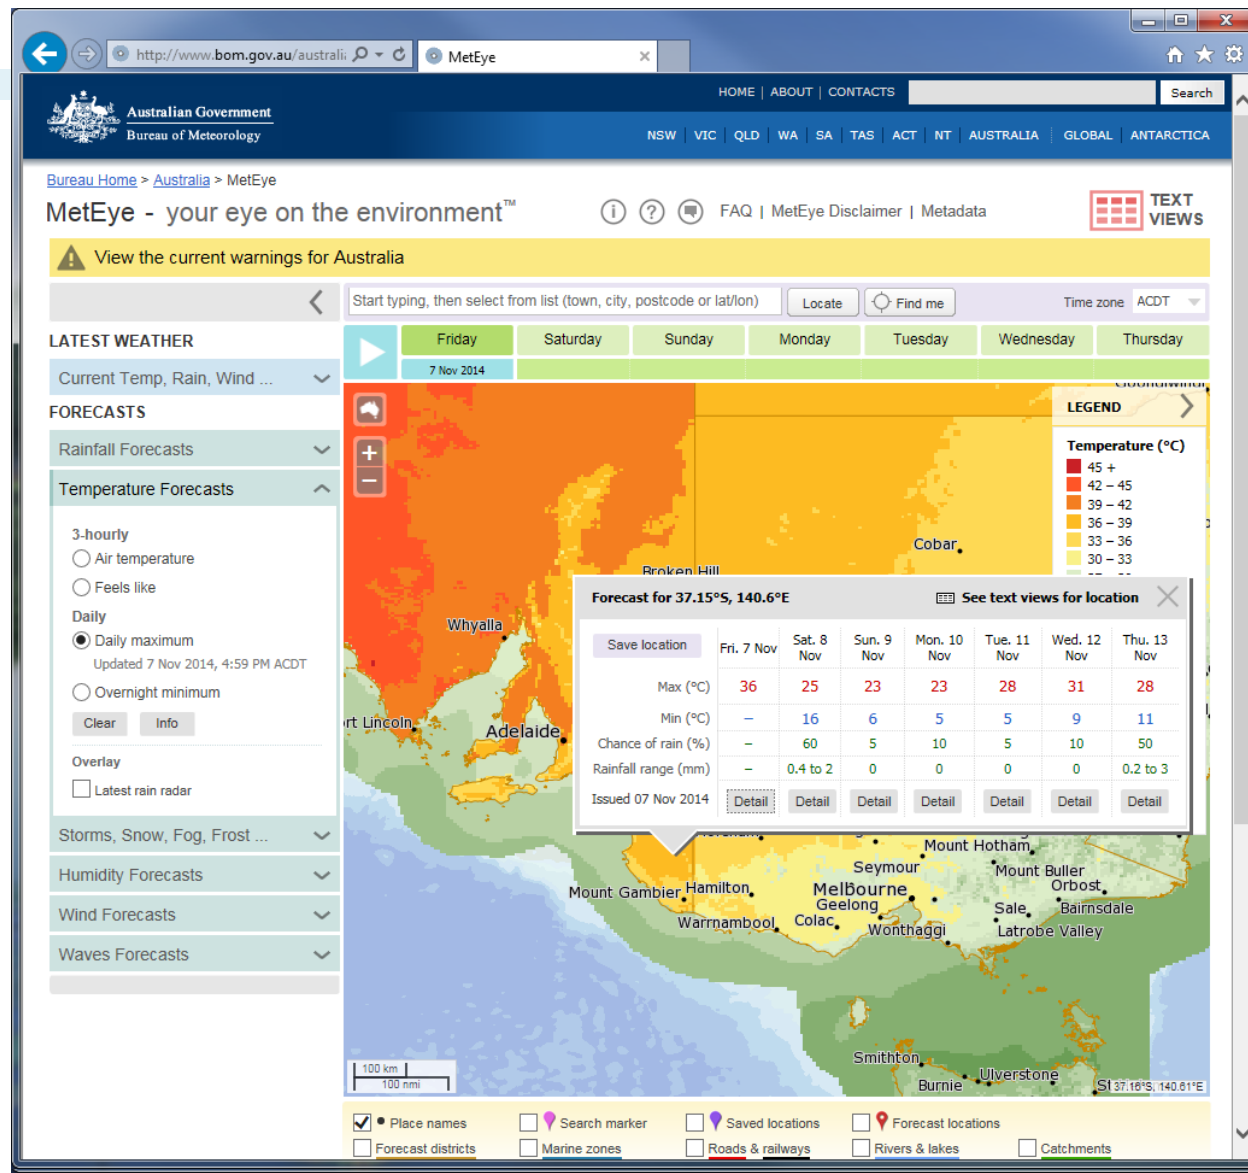 http://www.bom.gov.au/australi
MetEye
HOME | ABOUT | CONTACTS
Search
Australian Government
Bureau of Meteorology
NSW VIC QLD WA SA TAS ACT NT AUSTRALIA GLOBAL ANTARCTICA
Bureau Home > Australia > MetEye
MetEye - your eye on the environment™
FAQ | MetEye Disclaimer | Metadata
TEXT
VIEWS
View the current warnings for Australia
Start typing, then select from list (town, city, postcode or lat/lon)
Locate
Find me
Time zone ACDT
LATEST WEATHER
Current Temp, Rain, Wind ...
FORECASTS
Rainfall Forecasts
Temperature Forecasts
3-hourly
Air temperature
Feels like
Daily
Daily maximum
Updated 7 Nov 2014, 4:59 PM ACDT
Overnight minimum
Clear Info
Overlay
Latest rain radar
Storms, Snow, Fog, Frost ...
Humidity Forecasts
Wind Forecasts
Waves Forecasts
Friday Saturday Sunday Monday Tuesday Wednesday Thursday
7 Nov 2014
LEGEND
Temperature (°C)
45 +
42 – 45
39 – 42
36 – 39
33 – 36
30 – 33
Cobar
Broken Hill
Whyalla
rt Lincoln
Adelaide
Forecast for 37.15°S, 140.6°E
See text views for location
Save location Fri. 7 Nov Sat. 8 Nov Sun. 9 Nov Mon. 10 Nov Tue. 11 Nov Wed. 12 Nov Thu. 13 Nov
Max (°C) 36 25 23 23 28 31 28
Min (°C) – 16 6 5 5 9 11
Chance of rain (%) – 60 5 10 5 10 50
Rainfall range (mm) – 0.4 to 2 0 0 0 0 0.2 to 3
Issued 07 Nov 2014 Detail Detail Detail Detail Detail Detail Detail
Mount Hotham
Seymour
Mount Buller
Orbost
Mount Gambier
Hamilton
Melbourne
Geelong
Sale
Bairnsdale
Warrnambool
Colac
Wonthaggi
Latrobe Valley
Smithton
Burnie
Ulverstone
100 km
100 nmi
37.16°S, 140.61°E
Place names Search marker Saved locations Forecast locations
Forecast districts Marine zones Roads & railways Rivers & lakes Catchments